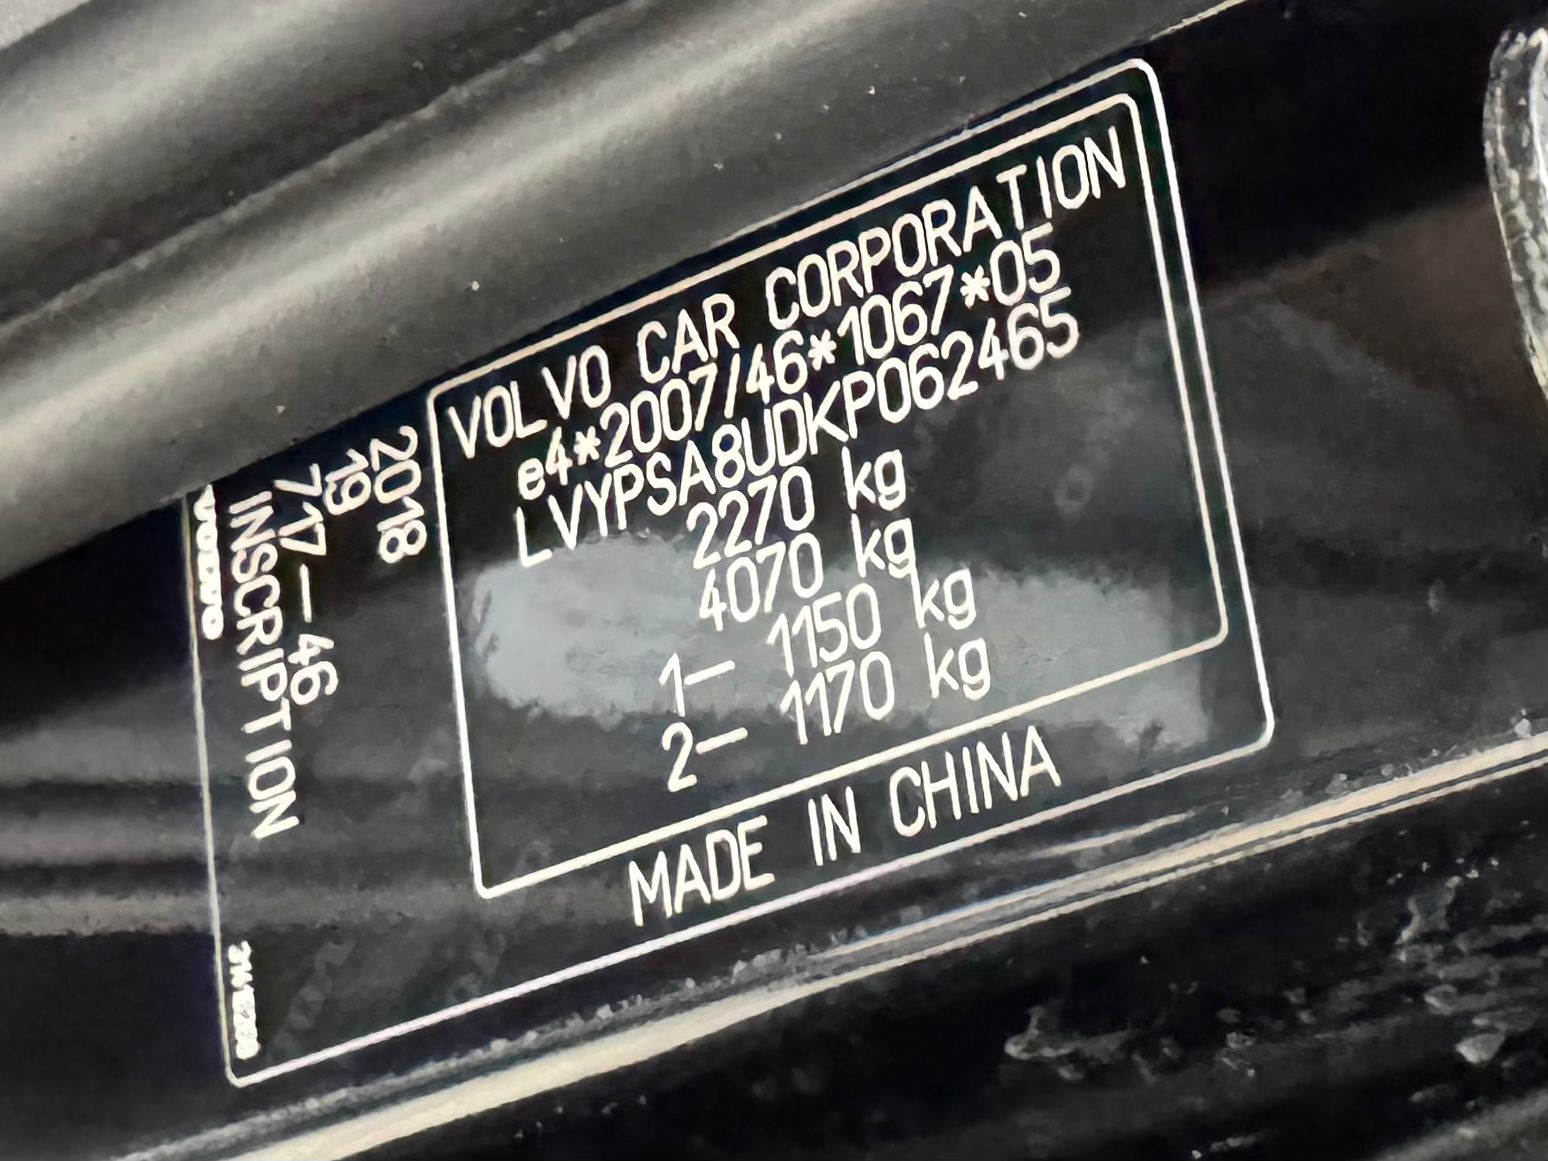 VOLVO CAR CORPORATION
e4*2007/46*1067*05
LVYPSA8UDKP062465
2270 kg
4070 kg
1– 1150 kg
2– 1170 kg
MADE IN CHINA
2018
19
717–46
INSCRIPTION